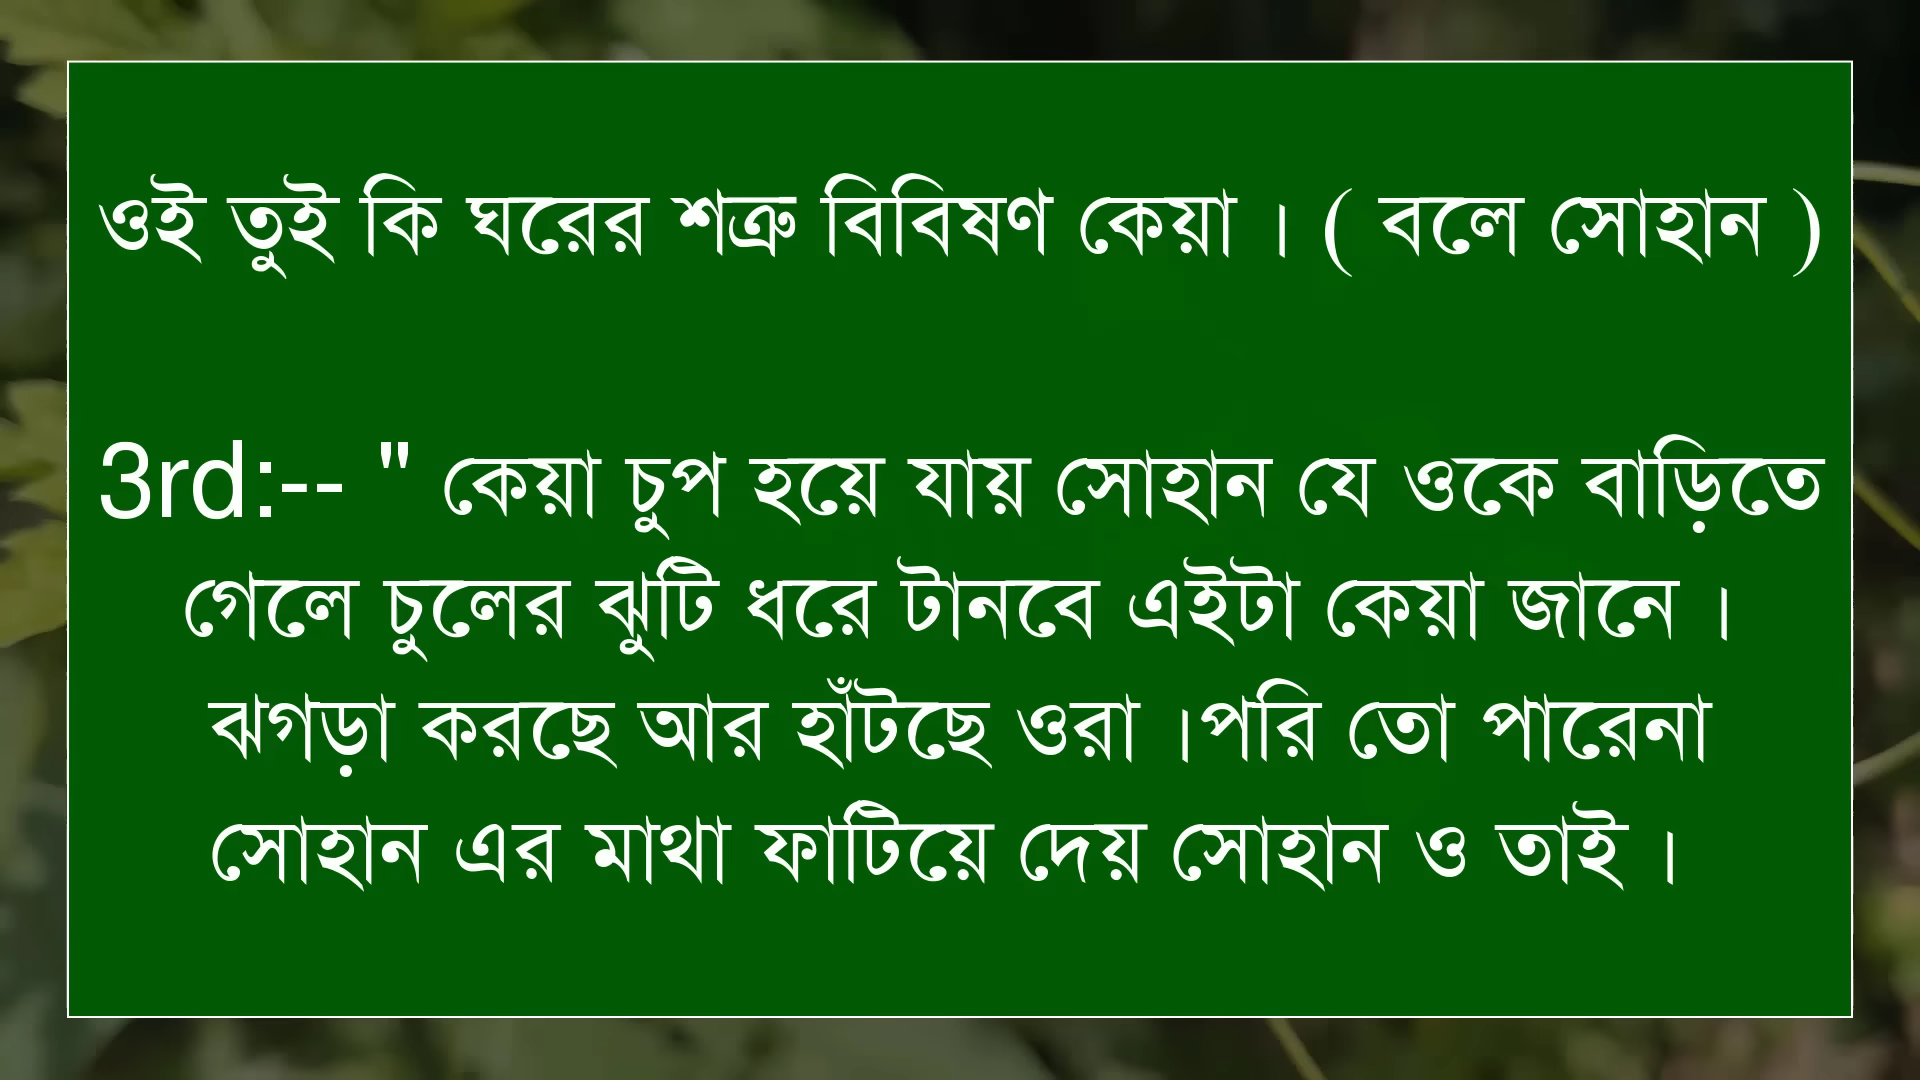 ওই তুই কি ঘরের শত্রু বিবিষণ কেয়া । ( বলে সোহান )
3rd:-- " কেয়া চুপ হয়ে যায় সোহান যে ওকে বাড়িতে
গেলে চুলের ঝুটি ধরে টানবে এইটা কেয়া জানে ।
ঝগড়া করছে আর হাঁটছে ওরা ।পরি তো পারেনা
সোহান এর মাথা ফাটিয়ে দেয় সোহান ও তাই ।